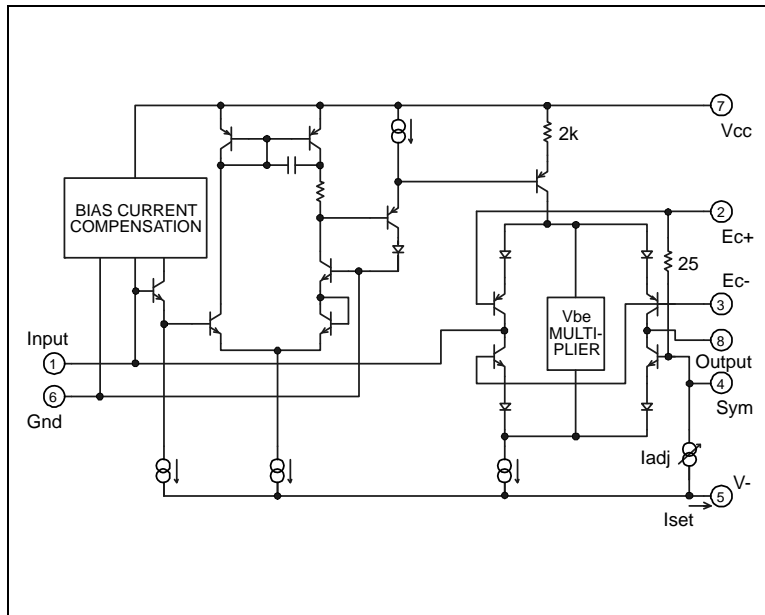 7
Vcc
2k
BIAS CURRENT
COMPENSATION
2
Ec+
25
Ec-
3
Vbe
MULTI-
PLIER
Input
1
8
Output
6
Gnd
4
Sym
Iadj
V-
5
Iset